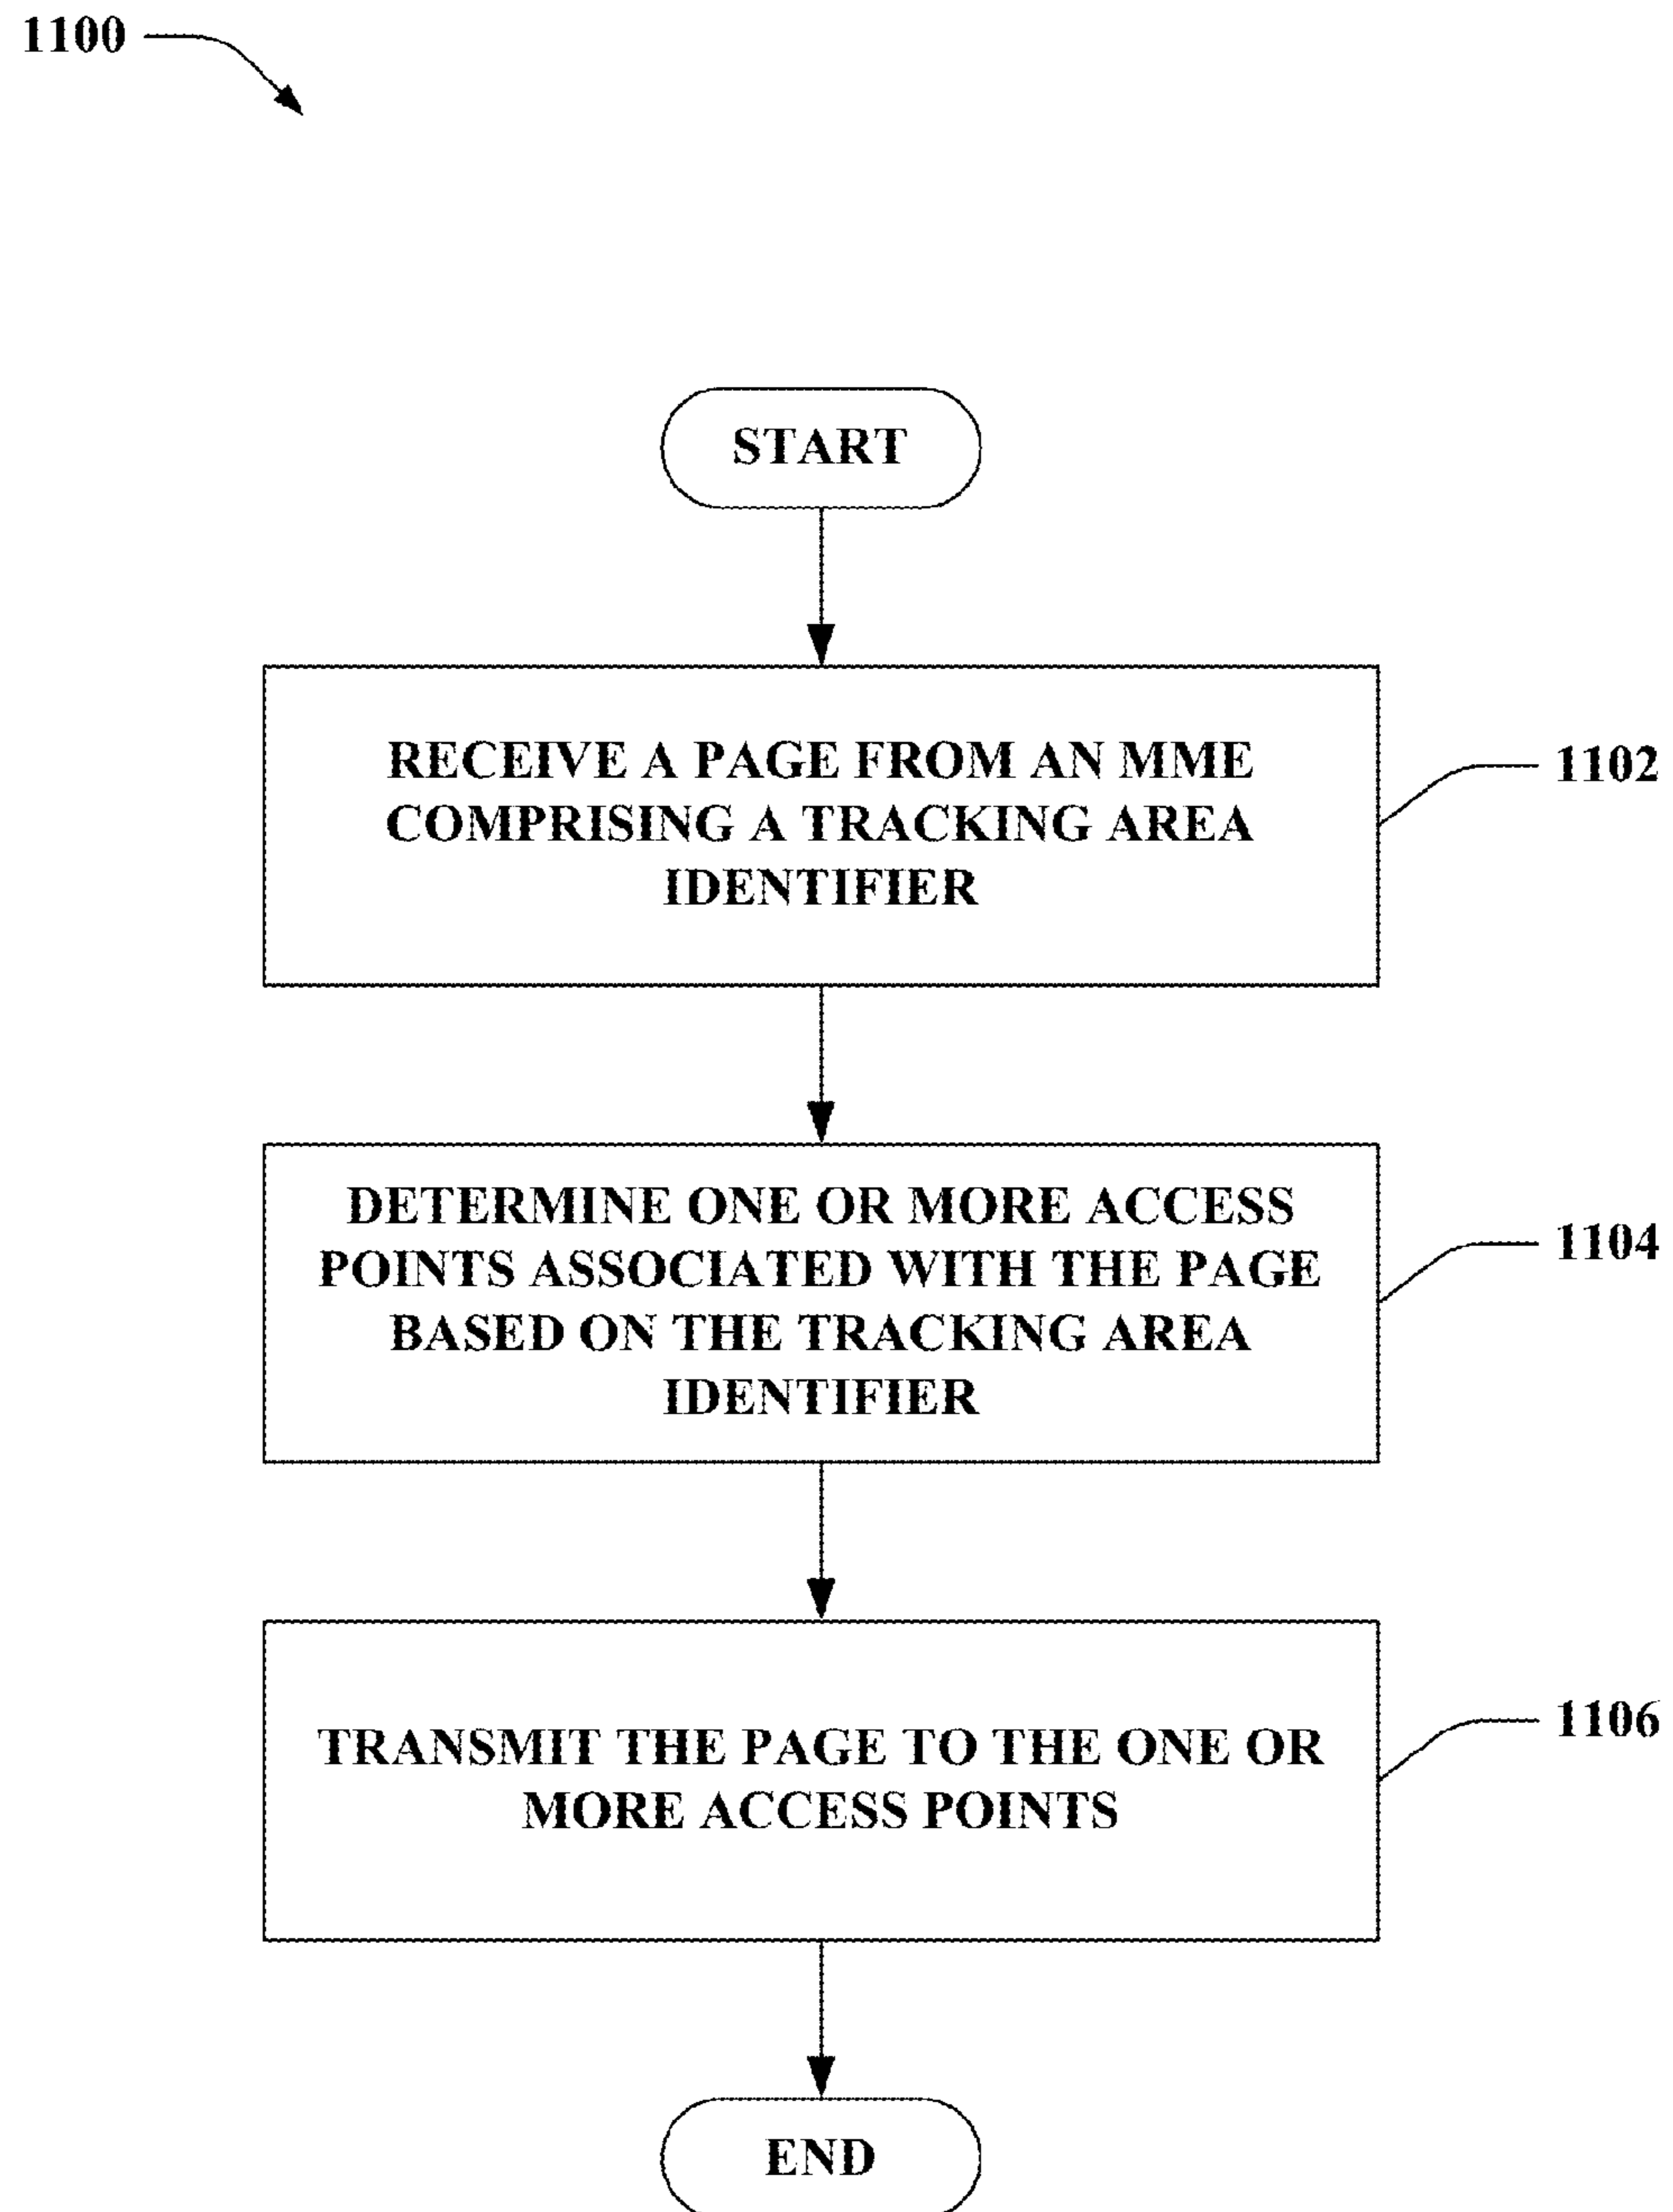 1100
START
RECEIVE A PAGE FROM AN MME
COMPRISING A TRACKING AREA
IDENTIFIER
1102
DETERMINE ONE OR MORE ACCESS
POINTS ASSOCIATED WITH THE PAGE
BASED ON THE TRACKING AREA
IDENTIFIER
1104
TRANSMIT THE PAGE TO THE ONE OR
MORE ACCESS POINTS
1106
END